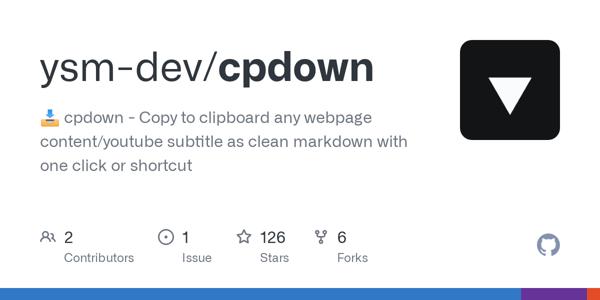 ysm-dev/cpdown
📥 cpdown - Copy to clipboard any webpage
content/youtube subtitle as clean markdown with
one click or shortcut
2 1 126 6
Contributors Issue Stars Forks